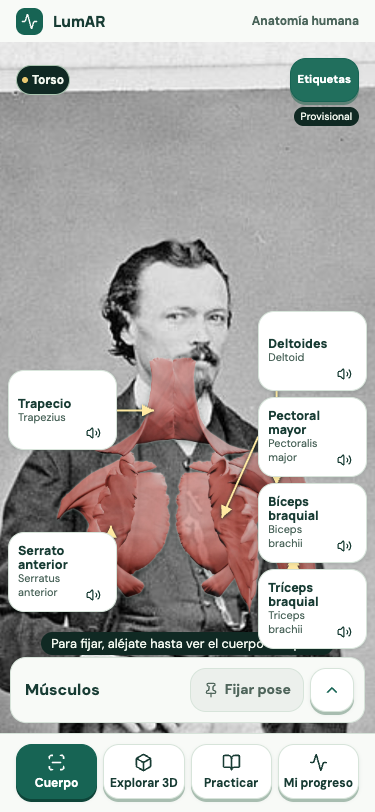 LumAR
Anatomía humana
Torso
Etiquetas
Provisional
Deltoides
Deltoid
Trapecio
Trapezius
Pectoral
mayor
Pectoralis
major
Bíceps
braquial
Biceps
brachii
Serrato
anterior
Serratus
anterior
Tríceps
braquial
Triceps
brachii
Para fijar, aléjate hasta ver el cuerpo
Músculos
Fijar pose
Cuerpo
Explorar 3D
Practicar
Mi progreso